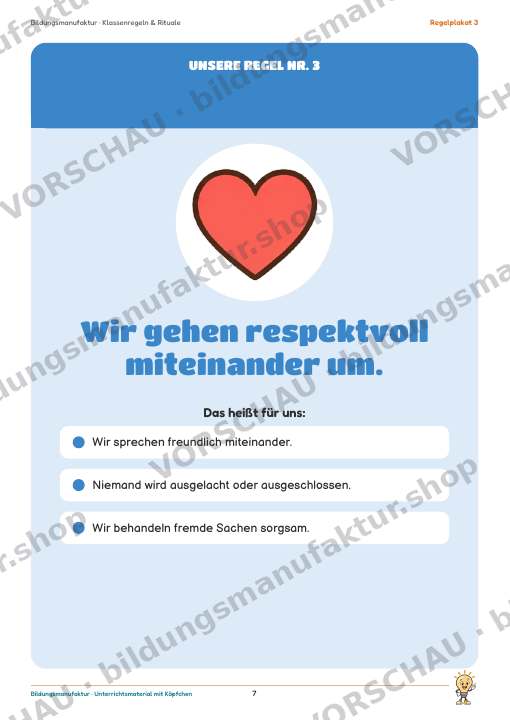 Bildungsmanufaktur · Klassenregeln & Rituale
Regelplakat 3
UNSERE REGEL NR. 3
Wir gehen respektvoll
miteinander um.
Das heißt für uns:
Wir sprechen freundlich miteinander.
Niemand wird ausgelacht oder ausgeschlossen.
Wir behandeln fremde Sachen sorgsam.
Bildungsmanufaktur · Unterrichtsmaterial mit Köpfchen
7
VORSCHAU · bildungsmanufaktur.shop